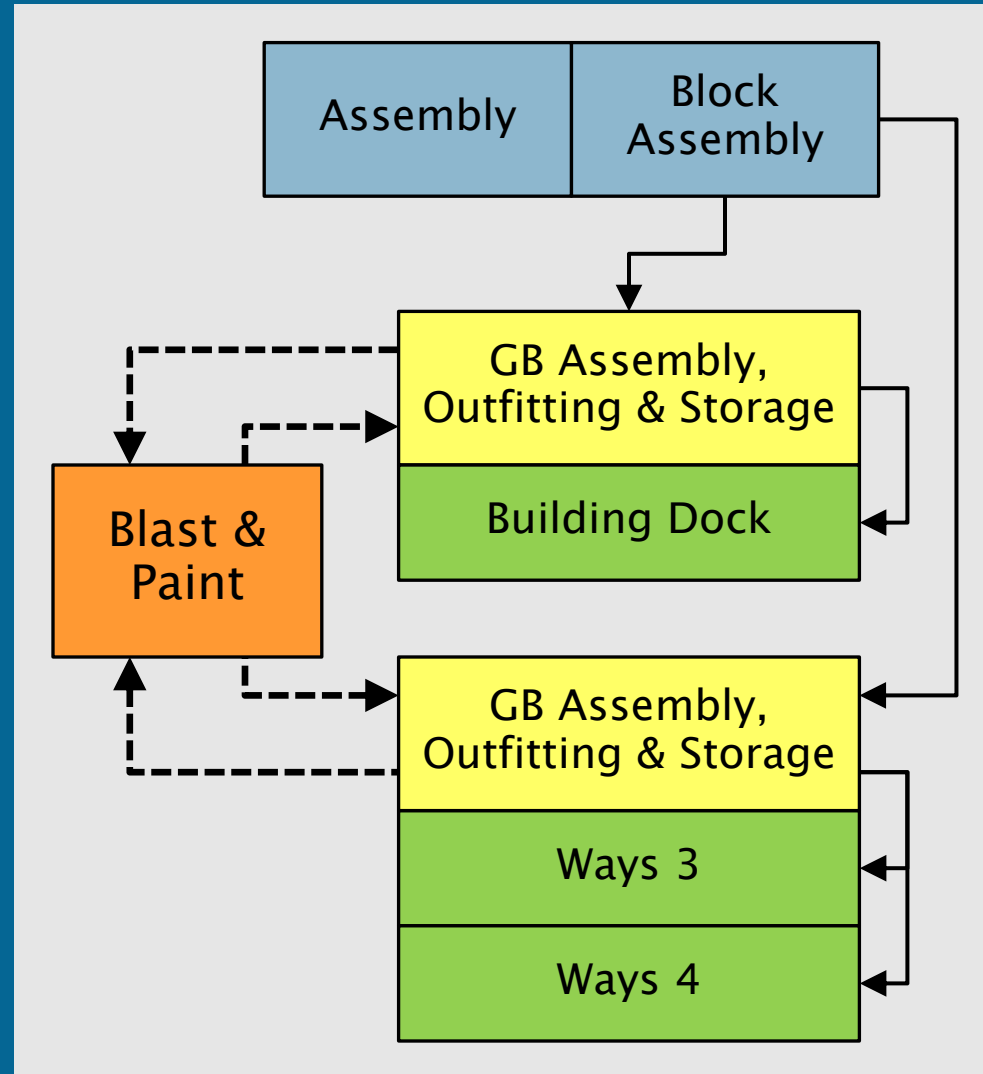 Assembly
Block
Assembly
GB Assembly,
Outfitting & Storage
Building Dock
Blast &
Paint
GB Assembly,
Outfitting & Storage
Ways 3
Ways 4